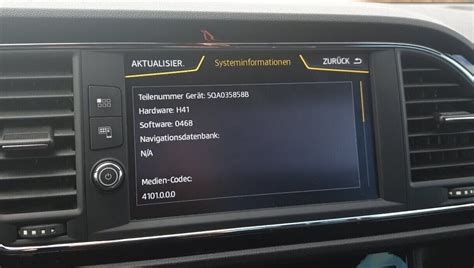 AKTUALISIER. Systeminformationen ZURÜCK
Teilenummer Gerät: 5QA035858B
Hardware: H41
Software: 0468
Navigationsdatenbank:
N/A
Medien-Codec:
4101.0.0.0